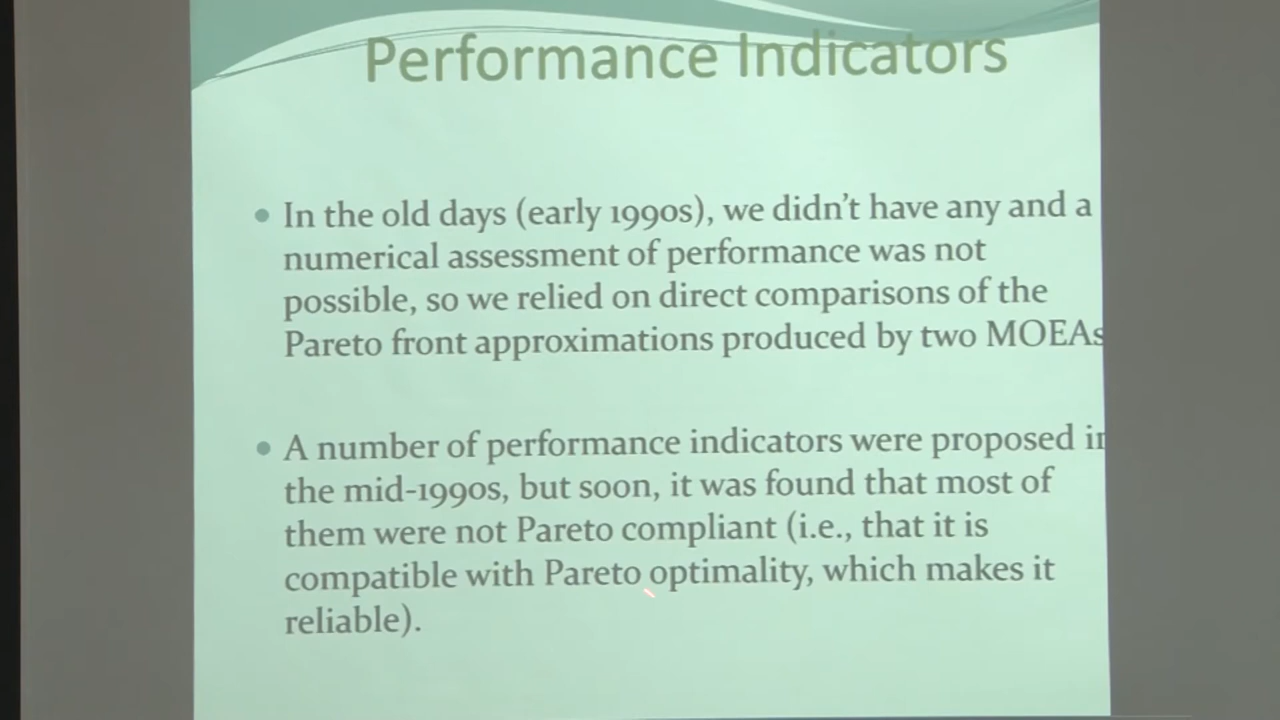 Performance Indicators
• In the old days (early 1990s), we didn't have any and a
numerical assessment of performance was not
possible, so we relied on direct comparisons of the
Pareto front approximations produced by two MOEAs
• A number of performance indicators were proposed in
the mid-1990s, but soon, it was found that most of
them were not Pareto compliant (i.e., that it is
compatible with Pareto optimality, which makes it
reliable).